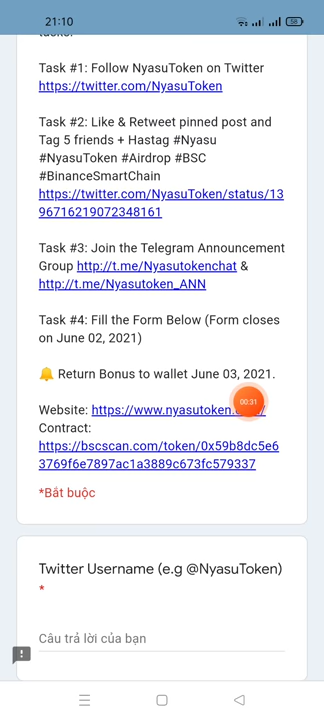 21:10
58
Task #1: Follow NyasuToken on Twitter
https://twitter.com/NyasuToken
Task #2: Like & Retweet pinned post and
Tag 5 friends + Hastag #Nyasu
#NyasuToken #Airdrop #BSC
#BinanceSmartChain
https://twitter.com/NyasuToken/status/13
96716219072348161
Task #3: Join the Telegram Announcement
Group http://t.me/Nyasutokenchat &
http://t.me/Nyasutoken_ANN
Task #4: Fill the Form Below (Form closes
on June 02, 2021)
🔔 Return Bonus to wallet June 03, 2021.
00:31
Website: https://www.nyasutoken.
Contract:
https://bscscan.com/token/0x59b8dc5e6
3769f6e7897ac1a3889c673fc579337
*Bắt buộc
Twitter Username (e.g @NyasuToken)
*
Câu trả lời của bạn